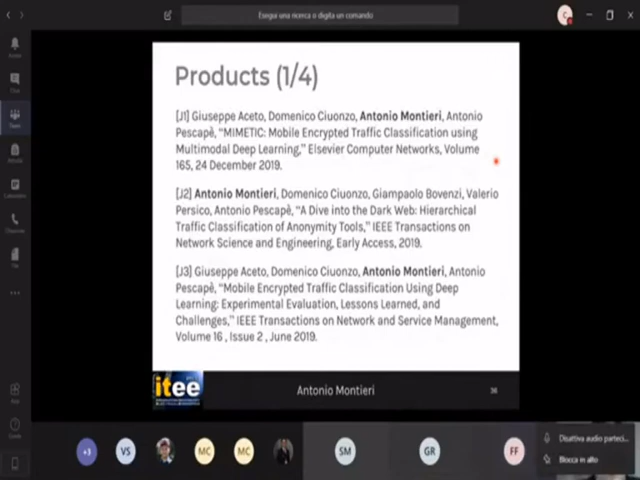 Esegui una ricerca o digita un comando
C
Products (1/4)
[J1] Giuseppe Aceto, Domenico Ciuonzo, Antonio Montieri, Antonio
Pescapè, “MIMETIC: Mobile Encrypted Traffic Classification using
Multimodal Deep Learning,” Elsevier Computer Networks, Volume
165, 24 December 2019.
[J2] Antonio Montieri, Domenico Ciuonzo, Giampaolo Bovenzi, Valerio
Persico, Antonio Pescapè, “A Dive into the Dark Web: Hierarchical
Traffic Classification of Anonymity Tools,” IEEE Transactions on
Network Science and Engineering, Early Access, 2019.
[J3] Giuseppe Aceto, Domenico Ciuonzo, Antonio Montieri, Antonio
Pescapè, “Mobile Encrypted Traffic Classification Using Deep
Learning: Experimental Evaluation, Lessons Learned, and
Challenges,” IEEE Transactions on Network and Service Management,
Volume 16 , Issue 2 , June 2019.
itee
Antonio Montieri
+3
VS
MC
MC
SM
GR
FF
Disattiva audio parteci...
Blocca in alto